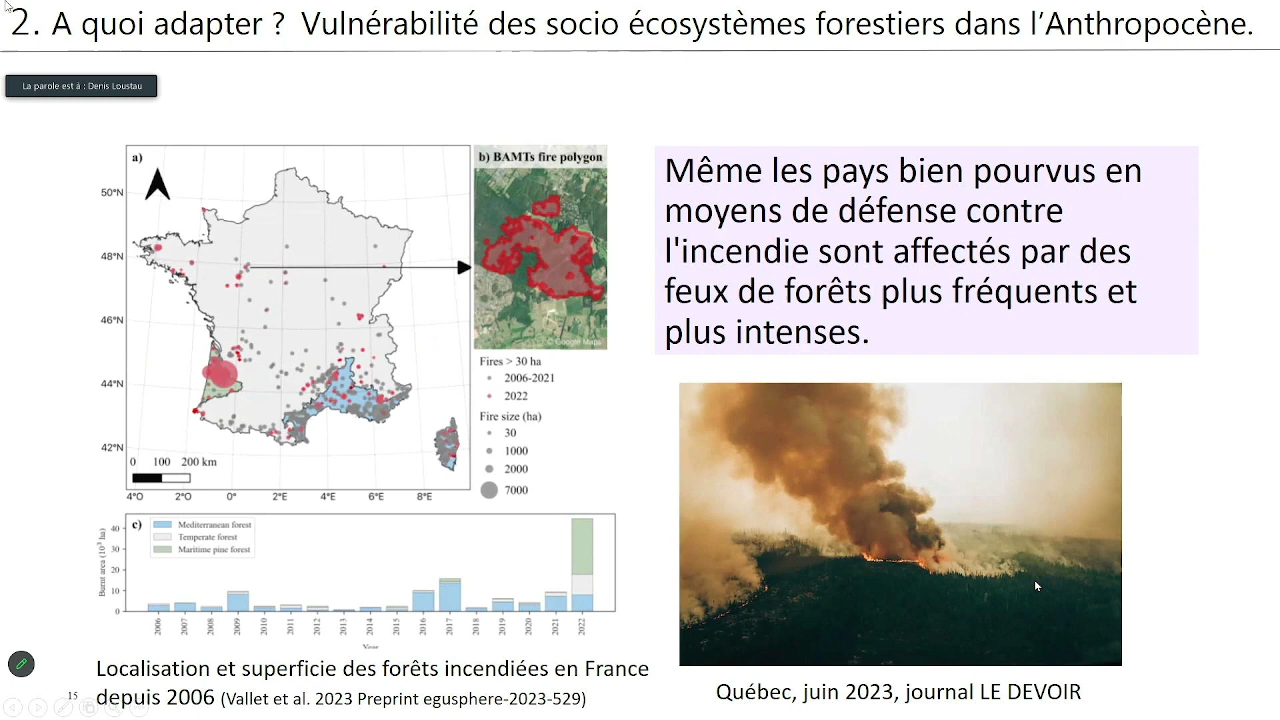 2. A quoi adapter ? Vulnérabilité des socio écosystèmes forestiers dans l’Anthropocène.
La parole est à : Denis Loustau
a)
50°N
48°N
46°N
44°N
42°N
0 100 200 km
4°O 2°O 0° 2°E 4°E 6°E 8°E
b) BAMTs fire polygon
© Google Maps
Fires > 30 ha
2006-2021
2022
Fire size (ha)
30
1000
2000
7000
c)
Mediterranean forest
Temperate forest
Maritime pine forest
Burnt area (10³ ha)
40
30
20
10
0
2006 2007 2008 2009 2010 2011 2012 2013 2014 2015 2016 2017 2018 2019 2020 2021 2022
Year
Localisation et superficie des forêts incendiées en France
depuis 2006 (Vallet et al. 2023 Preprint egusphere-2023-529)
15
Même les pays bien pourvus en
moyens de défense contre
l'incendie sont affectés par des
feux de forêts plus fréquents et
plus intenses.
Québec, juin 2023, journal LE DEVOIR